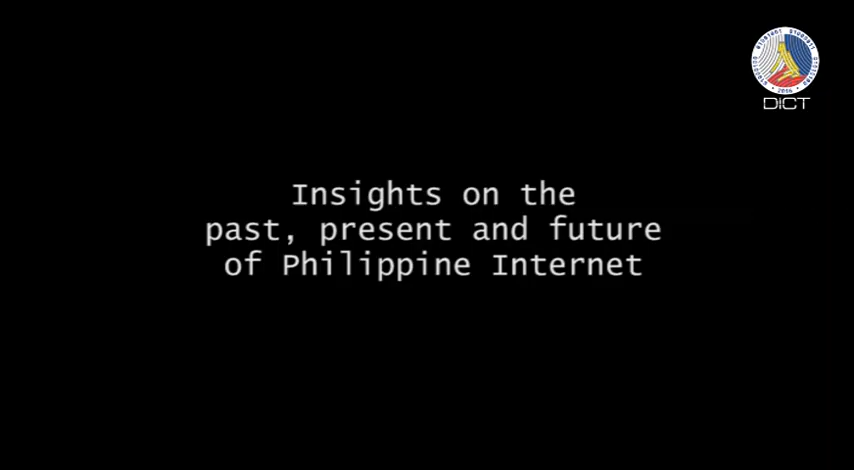 Insights on the
past, present and future
of Philippine Internet
DICT